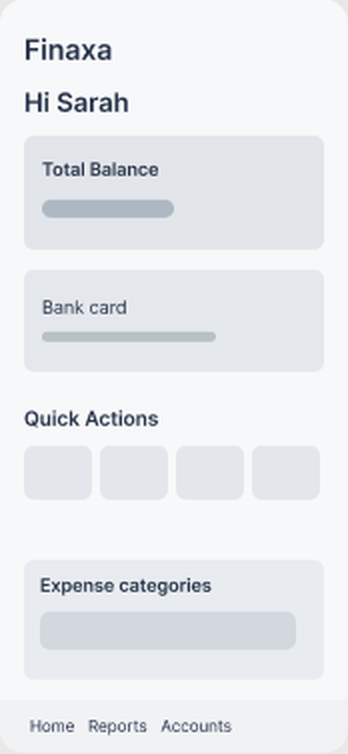 Finaxa
Hi Sarah
Total Balance
Bank card
Quick Actions
Expense categories
Home Reports Accounts